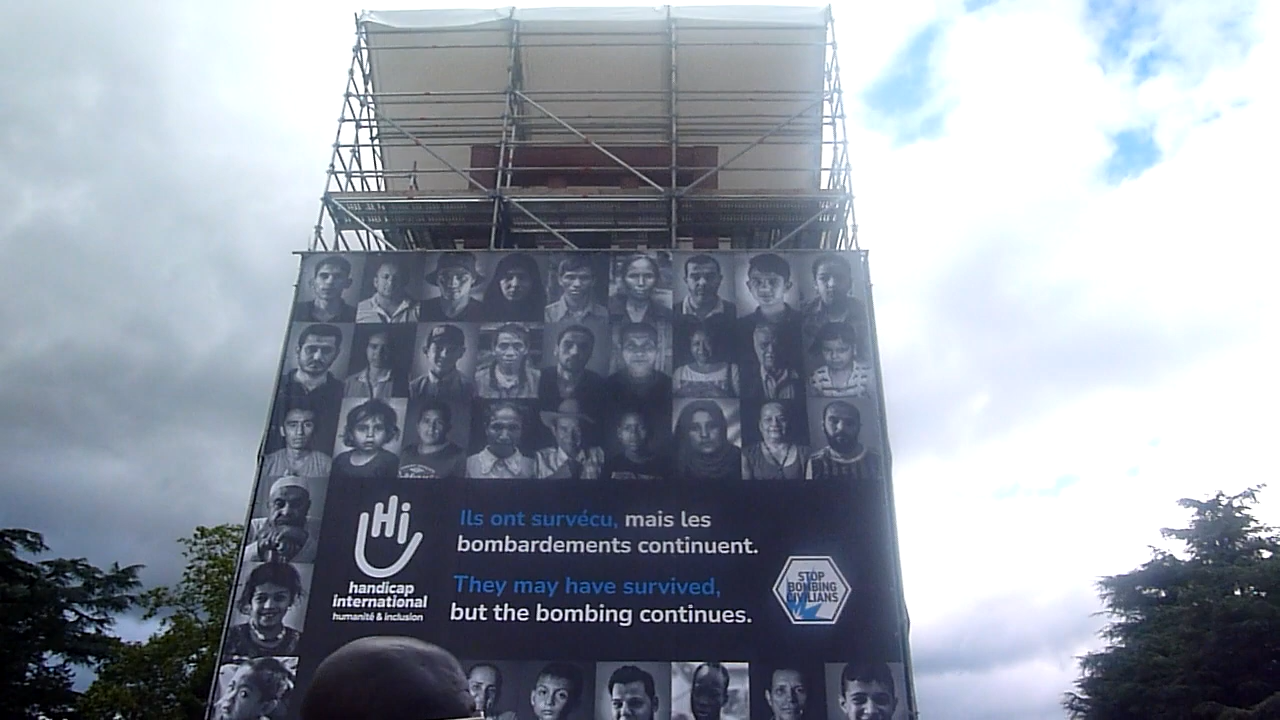 Hi
handicap
international
humanité & inclusion
Ils ont survécu, mais les
bombardements continuent.
They may have survived,
but the bombing continues.
STOP
BOMBING
CIVILIANS